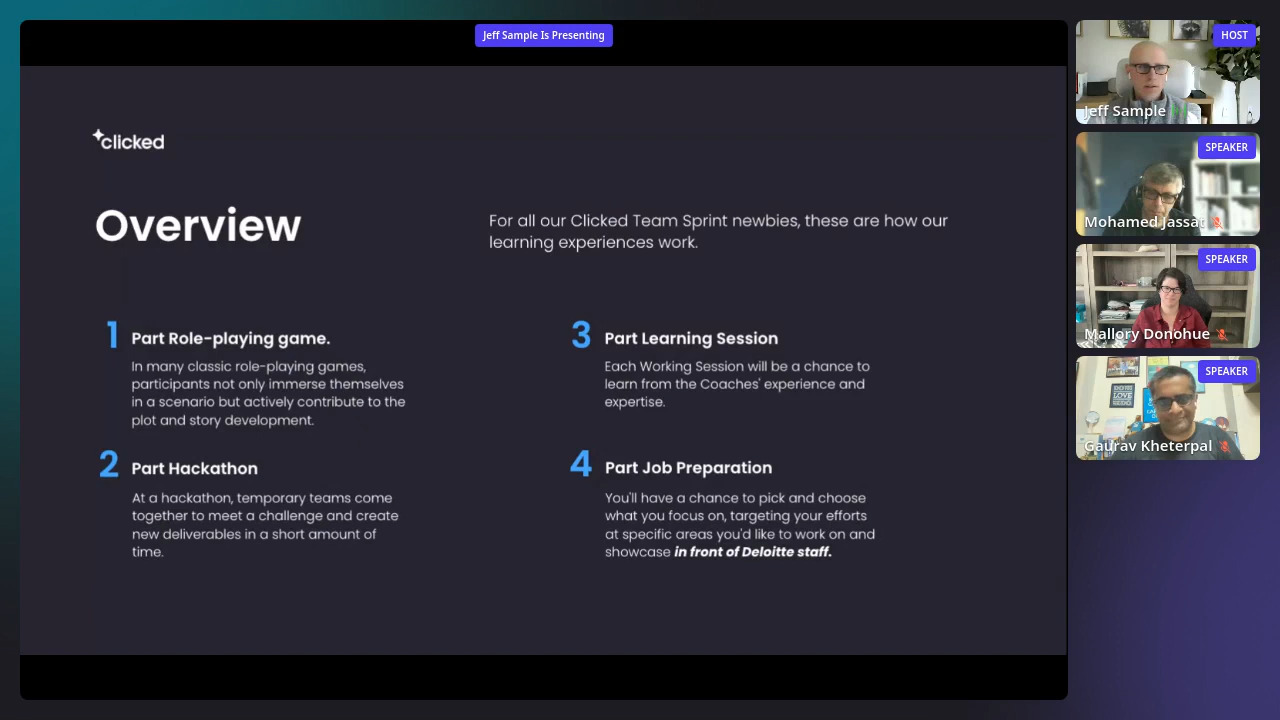 Jeff Sample Is Presenting
clicked
Overview
For all our Clicked Team Sprint newbies, these are how our
learning experiences work.
1 Part Role-playing game.
In many classic role-playing games,
participants not only immerse themselves
in a scenario but actively contribute to the
plot and story development.
2 Part Hackathon
At a hackathon, temporary teams come
together to meet a challenge and create
new deliverables in a short amount of
time.
3 Part Learning Session
Each Working Session will be a chance to
learn from the Coaches' experience and
expertise.
4 Part Job Preparation
You'll have a chance to pick and choose
what you focus on, targeting your efforts
at specific areas you'd like to work on and
showcase in front of Deloitte staff.
HOST
Jeff Sample
SPEAKER
Mohamed Jassat
SPEAKER
Mallory Donohue
SPEAKER
Gaurav Kheterpal